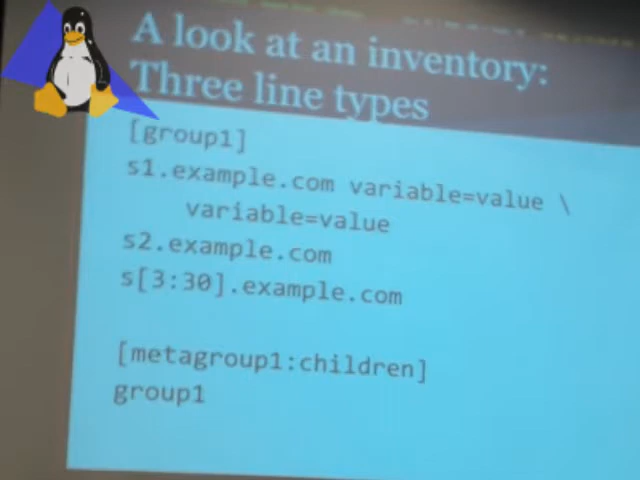 A look at an inventory:
Three line types
[group1]
s1.example.com variable=value \
variable=value
s2.example.com
s[3:30].example.com
[metagroup1:children]
group1